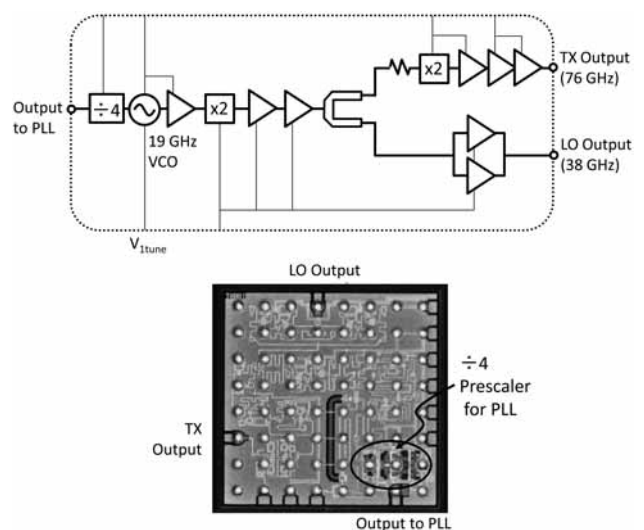 TX Output
(76 GHz)
x2
Output
to PLL
÷4
x2
19 GHz
VCO
LO Output
(38 GHz)
V1tune
LO Output
÷4
Prescaler
for PLL
TX
Output
Output to PLL